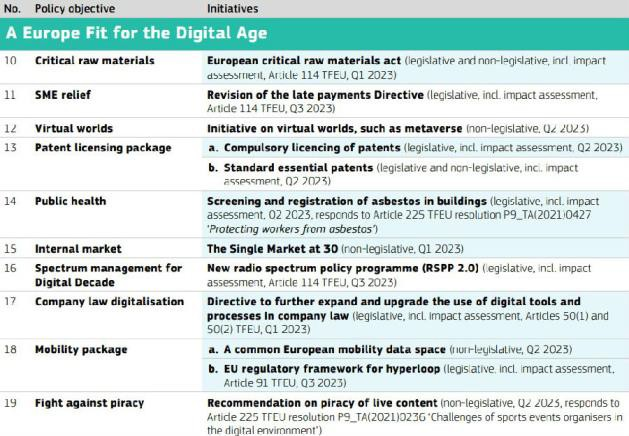 No. Policy objective Initiatives
A Europe Fit for the Digital Age
10 Critical raw materials European critical raw materials act (legislative and non-legislative, incl. impact
assessment, Article 114 TFEU, Q1 2023)
11 SME relief Revision of the late payments Directive (legislative, incl. impact assessment,
Article 114 TFEU, Q3 2023)
12 Virtual worlds Initiative on virtual worlds, such as metaverse (non-legislative, Q2 2023)
13 Patent licensing package a. Compulsory licencing of patents (legislative, incl. impact assessment, Q2 2023)
b. Standard essential patents (legislative and non-legislative, incl. impact
assessment, Q2 2023)
14 Public health Screening and registration of asbestos in buildings (legislative, incl. impact
assessment, Q2 2023, responds to Article 225 TFEU resolution P9_TA(2021)0427
'Protecting workers from asbestos')
15 Internal market The Single Market at 30 (non-legislative, Q1 2023)
16 Spectrum management for New radio spectrum policy programme (RSPP 2.0) (legislative, incl. impact
Digital Decade assessment, Article 114 TFEU, Q3 2023)
17 Company law digitalisation Directive to further expand and upgrade the use of digital tools and
processes in company law (legislative, incl. impact assessment, Articles 50(1) and
50(2) TFEU, Q1 2023)
18 Mobility package a. A common European mobility data space (non-legislative, Q2 2023)
b. EU regulatory framework for hyperloop (legislative, incl. impact assessment,
Article 91 TFEU, Q3 2023)
19 Fight against piracy Recommendation on piracy of live content (non-legislative, Q2 2023, responds to
Article 225 TFEU resolution P9_TA(2021)0236 'Challenges of sports events organisers in
the digital environment')